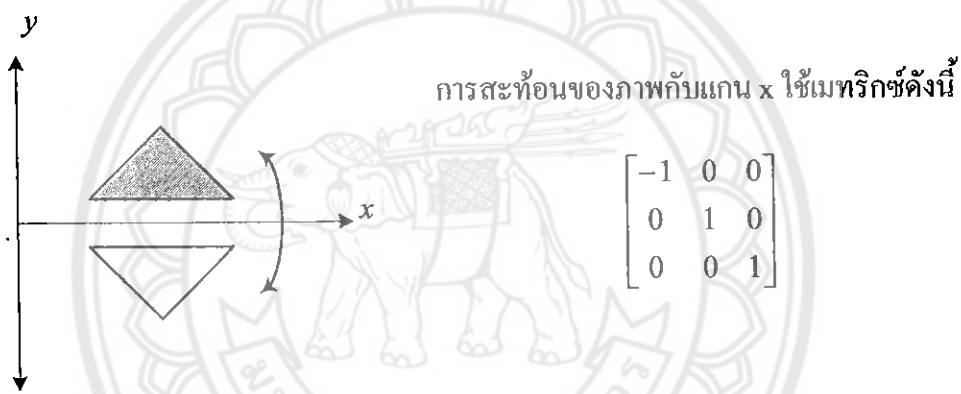 y
การสะท้อนของภาพกับแกน x ใช้เมทริกซ์ดังนี้
x
-1 0 0
0 1 0
0 0 1